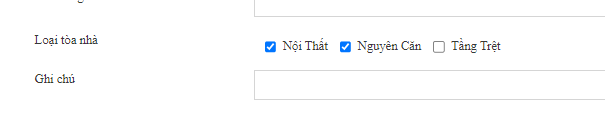 Loại tòa nhà
Nội Thất Nguyên Căn Tầng Trệt
Ghi chú